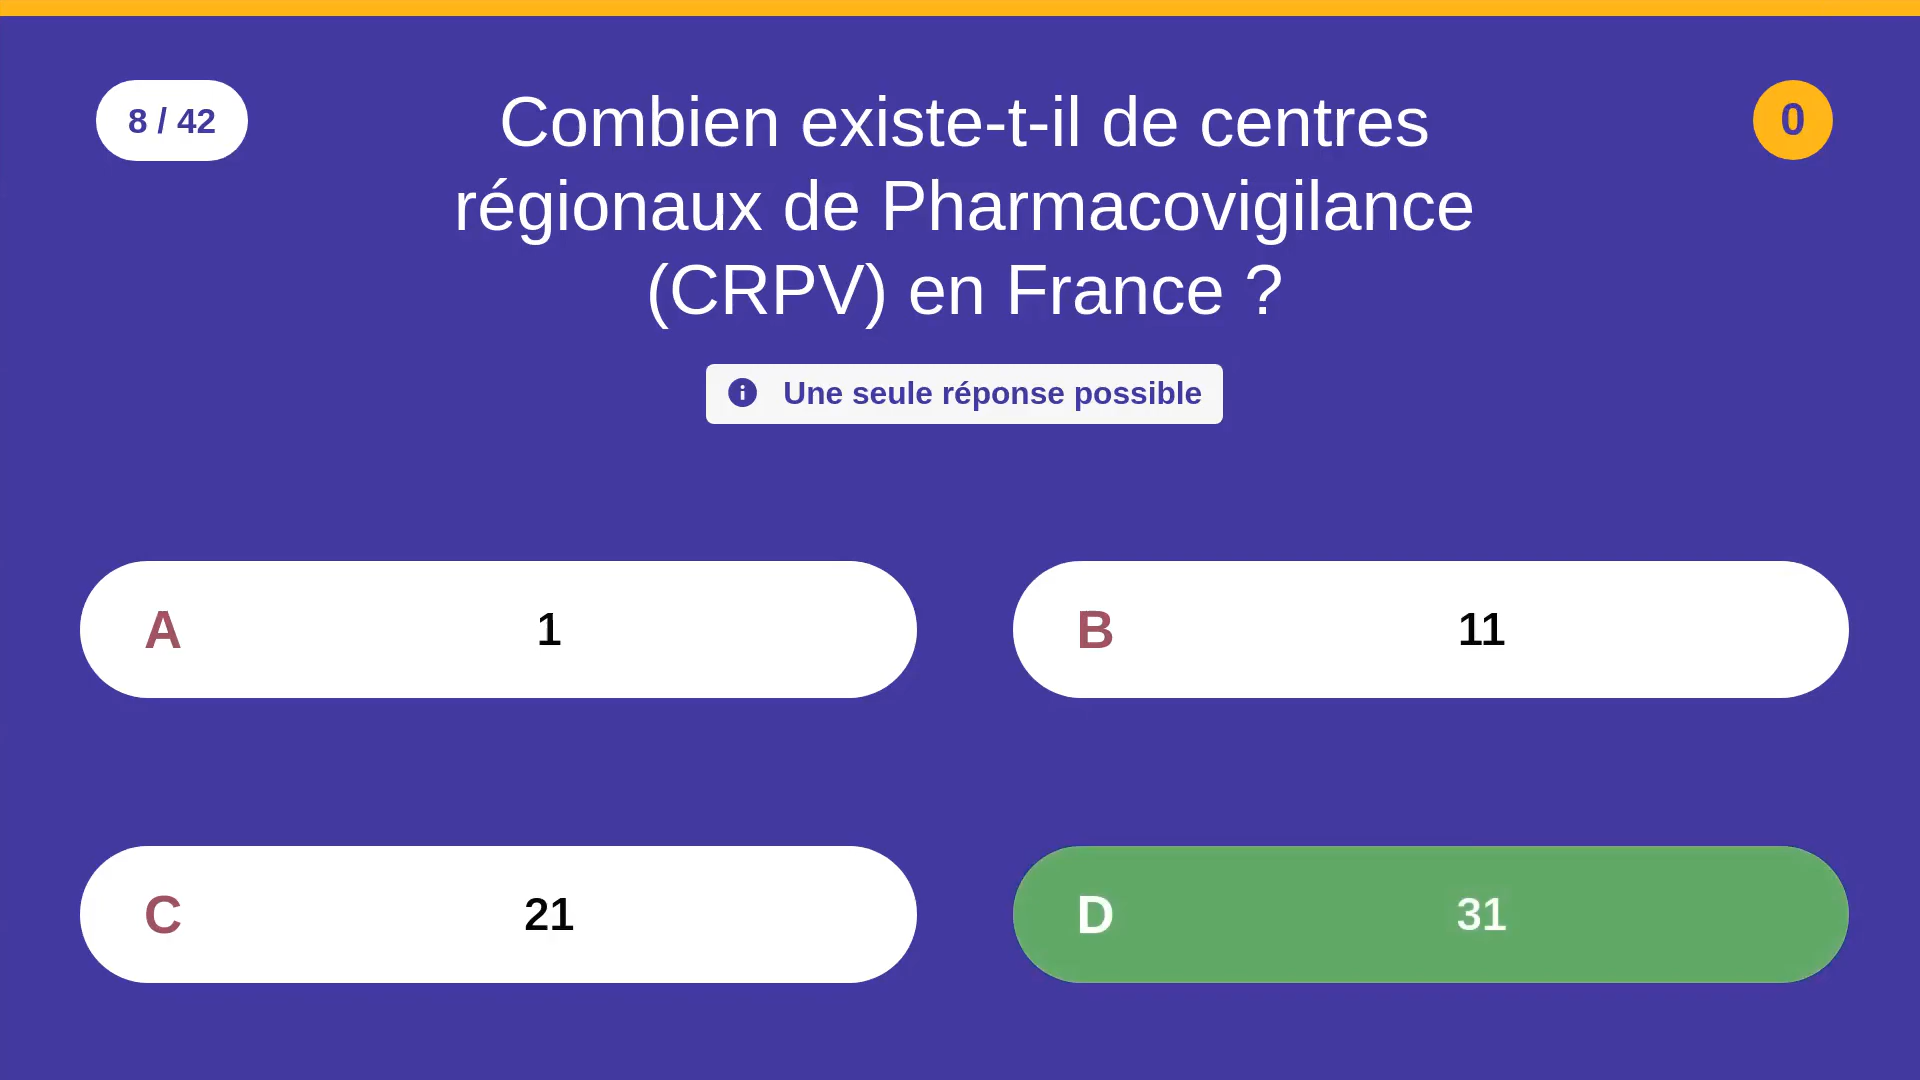 8 / 42
Combien existe-t-il de centres
régionaux de Pharmacovigilance
(CRPV) en France ?
0
Une seule réponse possible
A 1
B 11
C 21
D 31